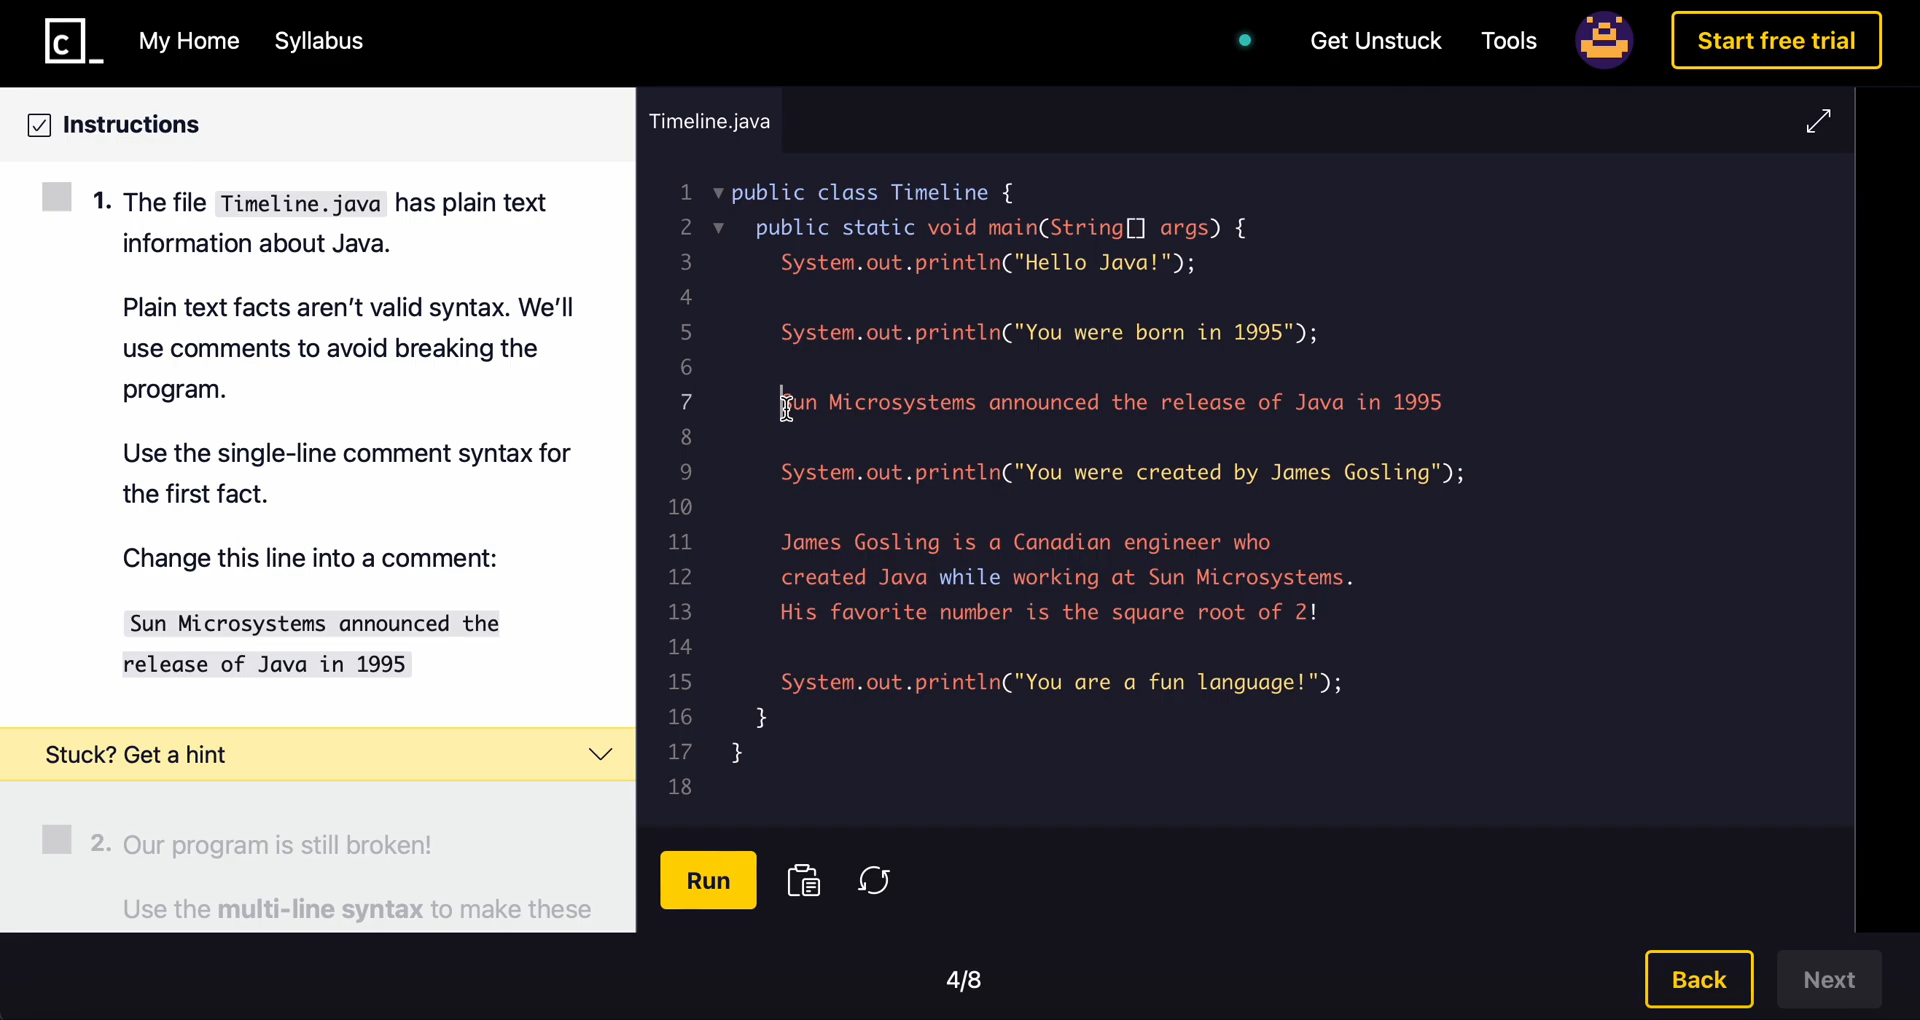 c_
My Home Syllabus Get Unstuck Tools Start free trial
Instructions
1. The file Timeline.java has plain text
information about Java.
Plain text facts aren’t valid syntax. We’ll
use comments to avoid breaking the
program.
Use the single-line comment syntax for
the first fact.
Change this line into a comment:
Sun Microsystems announced the
release of Java in 1995
Stuck? Get a hint
2. Our program is still broken!
Use the multi-line syntax to make these
Timeline.java
1 public class Timeline {
2 public static void main(String[] args) {
3 System.out.println("Hello Java!");
4
5 System.out.println("You were born in 1995");
6
7 Sun Microsystems announced the release of Java in 1995
8
9 System.out.println("You were created by James Gosling");
10
11 James Gosling is a Canadian engineer who
12 created Java while working at Sun Microsystems.
13 His favorite number is the square root of 2!
14
15 System.out.println("You are a fun language!");
16 }
17 }
18
Run
4/8
Back Next